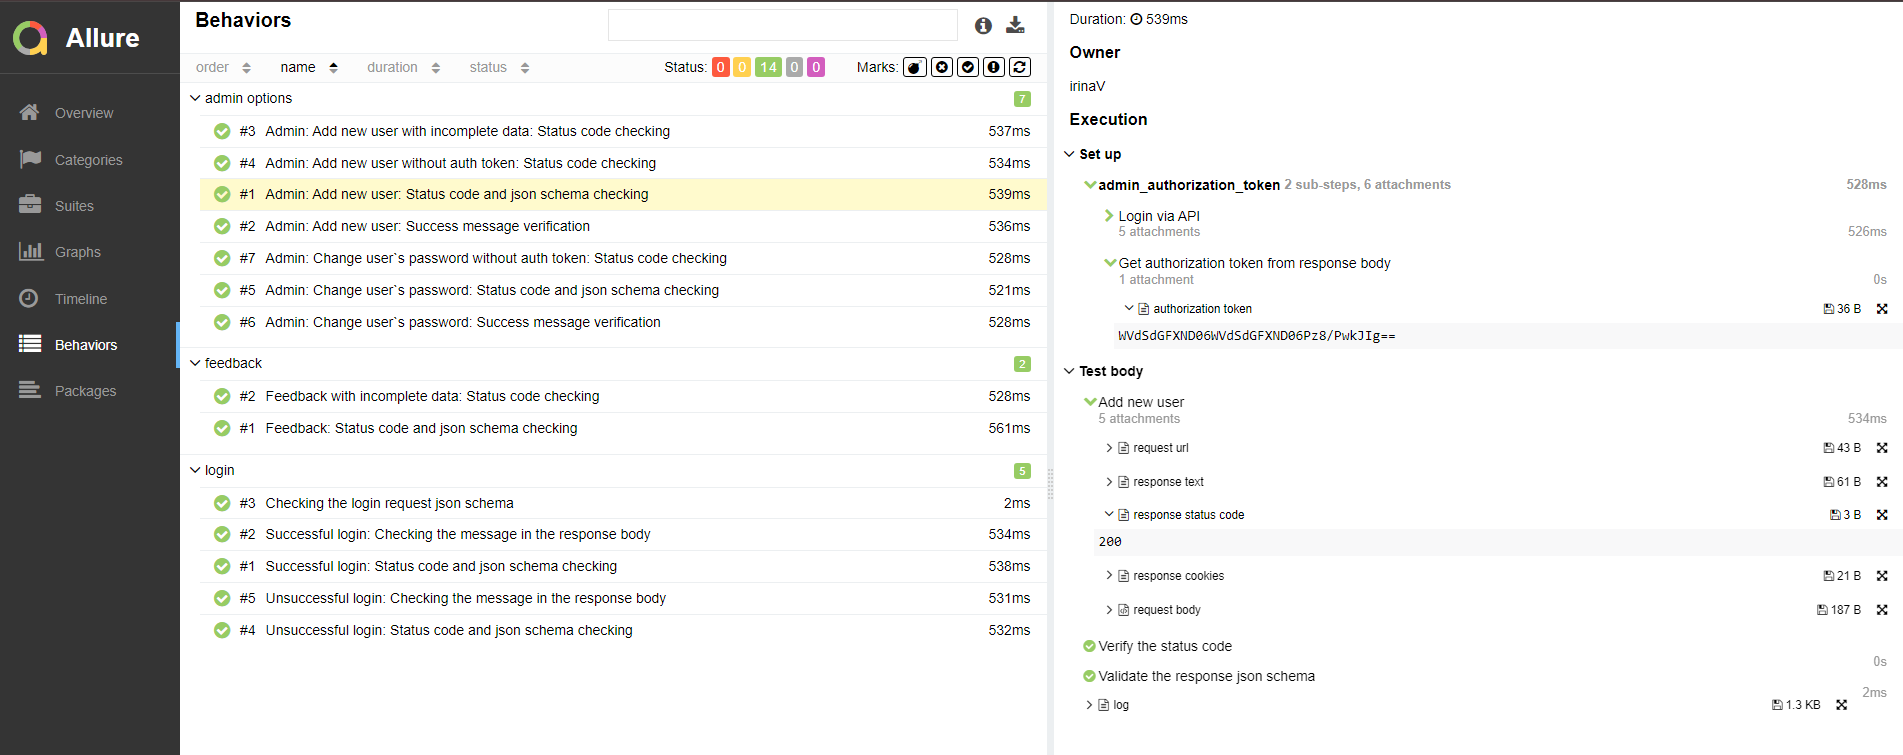 Allure
Overview
Categories
Suites
Graphs
Timeline
Behaviors
Packages
Behaviors
order name duration status Status: 0 0 14 0 0 Marks:
admin options 7
#3 Admin: Add new user with incomplete data: Status code checking 537ms
#4 Admin: Add new user without auth token: Status code checking 534ms
#1 Admin: Add new user: Status code and json schema checking 539ms
#2 Admin: Add new user: Success message verification 536ms
#7 Admin: Change user`s password without auth token: Status code checking 528ms
#5 Admin: Change user`s password: Status code and json schema checking 521ms
#6 Admin: Change user`s password: Success message verification 528ms
feedback 2
#2 Feedback with incomplete data: Status code checking 528ms
#1 Feedback: Status code and json schema checking 561ms
login 5
#3 Checking the login request json schema 2ms
#2 Successful login: Checking the message in the response body 534ms
#1 Successful login: Status code and json schema checking 538ms
#5 Unsuccessful login: Checking the message in the response body 531ms
#4 Unsuccessful login: Status code and json schema checking 532ms
Duration: 539ms
Owner
irinaV
Execution
Set up
admin_authorization_token 2 sub-steps, 6 attachments 528ms
Login via API
5 attachments 526ms
Get authorization token from response body
1 attachment 0s
authorization token 36 B
WVdSdGFXND06WVdSdGFXND06Pz8/PwkJIg==
Test body
Add new user
5 attachments 534ms
request url 43 B
response text 61 B
response status code 3 B
200
response cookies 21 B
request body 187 B
Verify the status code
0s
Validate the response json schema
2ms
log 1.3 KB